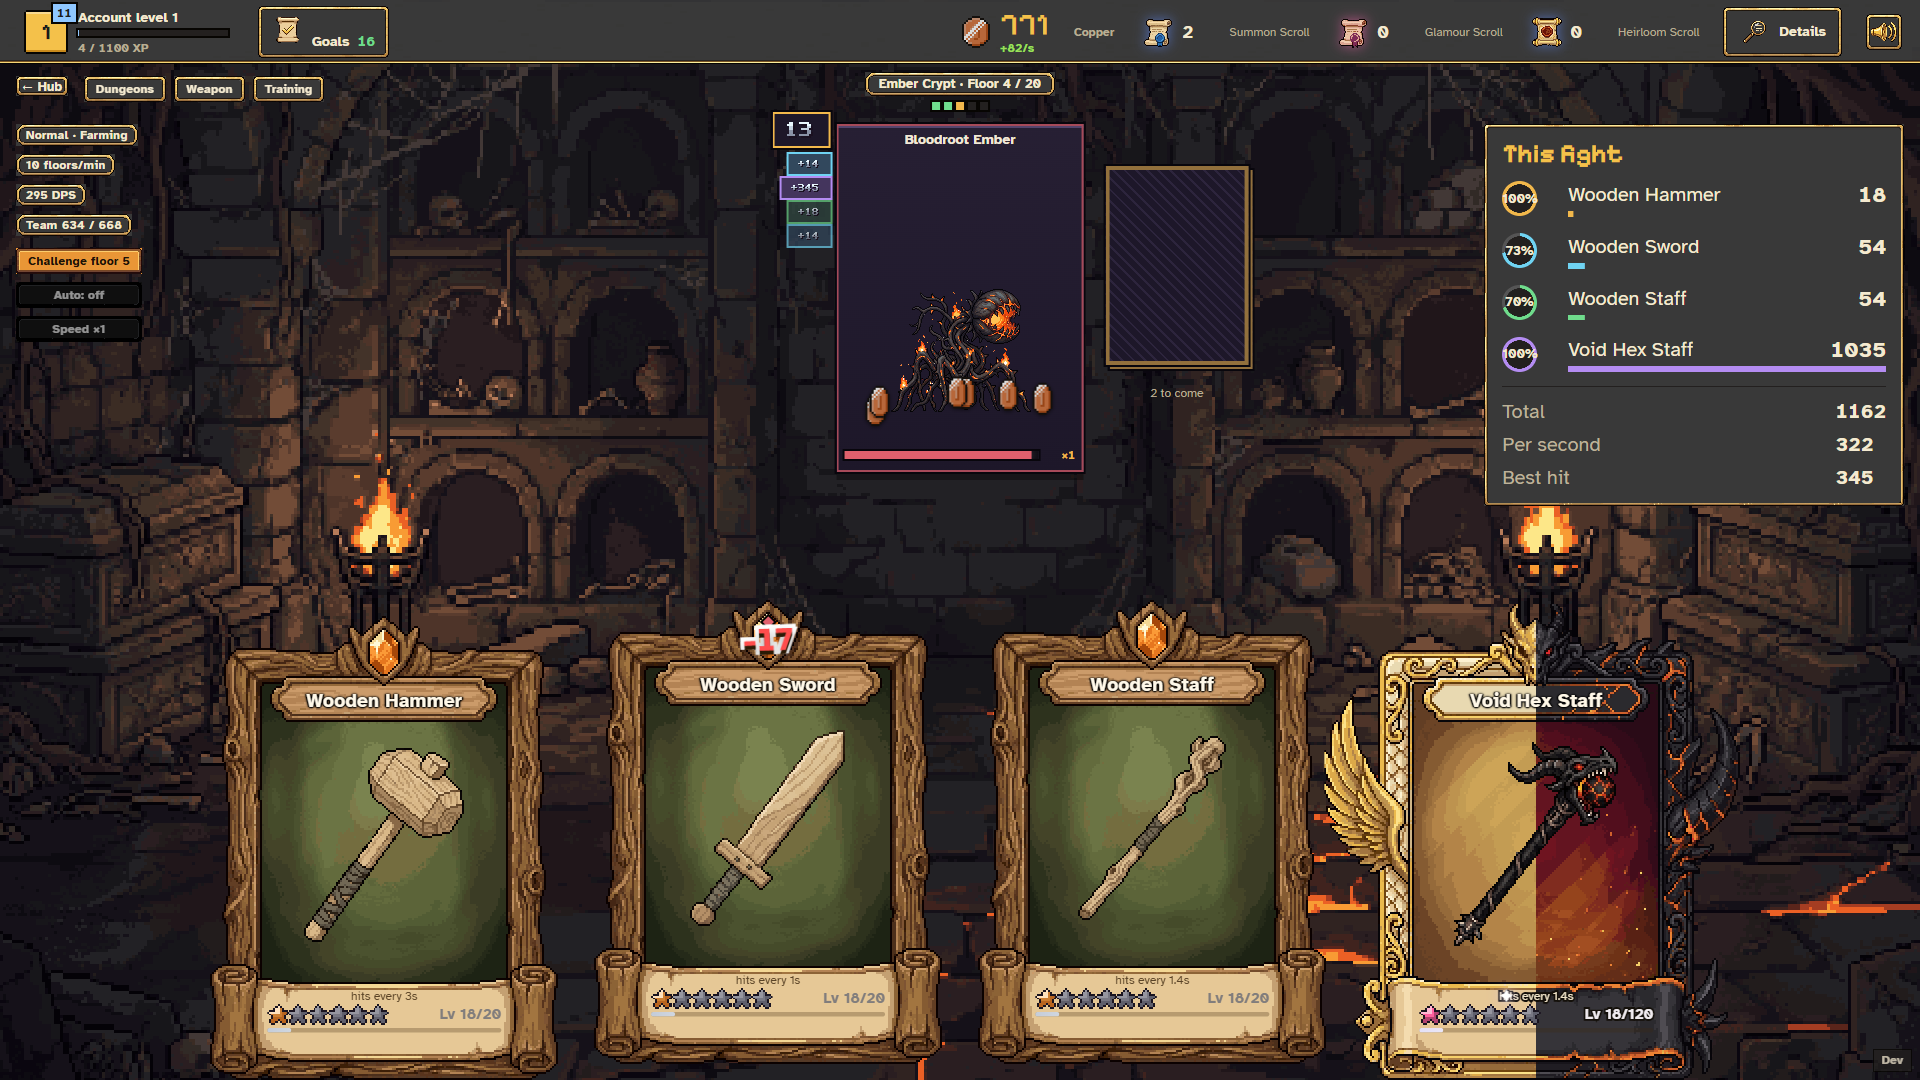 1
11
Account level 1
4 / 1100 XP
Goals 16
771
+82/s
Copper
2
Summon Scroll
0
Glamour Scroll
0
Heirloom Scroll
Details
← Hub
Dungeons
Weapon
Training
Ember Crypt · Floor 4 / 20
Normal · Farming
10 floors/min
295 DPS
Team 634 / 668
Challenge floor 5
Auto: off
Speed ×1
13
+14
+345
+18
+14
Bloodroot Ember
×1
2 to come
This fight
100% Wooden Hammer 18
73% Wooden Sword 54
70% Wooden Staff 54
100% Void Hex Staff 1035
Total 1162
Per second 322
Best hit 345
-17
Wooden Hammer
hits every 3s
Lv 18/20
Wooden Sword
hits every 1s
Lv 18/20
Wooden Staff
hits every 1.4s
Lv 18/20
Void Hex Staff
hits every 1.4s
Lv 18/120
Dev